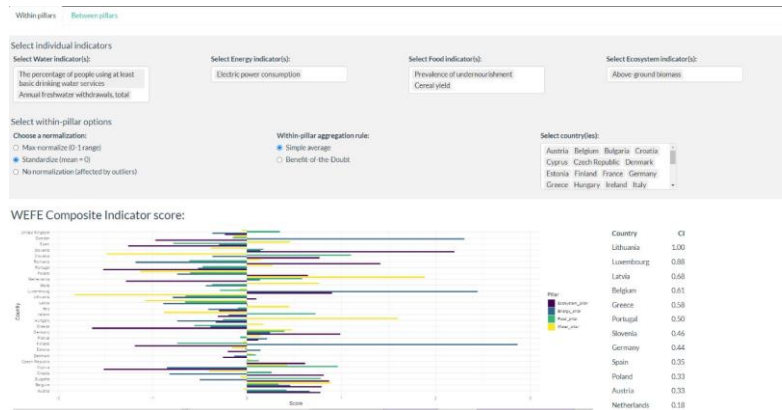 Within pillars
Between pillars
Select individual indicators
Select Water indicator(s):
The percentage of people using at least
basic drinking water services
Annual freshwater withdrawals, total
Select Energy indicator(s):
Electric power consumption
Select Food indicator(s):
Prevalence of undernourishment
Cereal yield
Select Ecosystem indicator(s):
Above-ground biomass
Select within-pillar options
Choose a normalization:
Max-normalize (0-1 range)
Standardize (mean = 0)
No normalization (affected by outliers)
Within-pillar aggregation rule:
Simple average
Benefit-of-the-Doubt
Select country(ies):
Austria Belgium Bulgaria Croatia
Cyprus Czech Republic Denmark
Estonia Finland France Germany
Greece Hungary Ireland Italy
WEFE Composite Indicator score:
Country
Score
Pillar
Ecosystem_pillar
Energy_pillar
Food_pillar
Water_pillar
Country CI
Lithuania 1.00
Luxembourg 0.88
Latvia 0.68
Belgium 0.61
Greece 0.58
Portugal 0.50
Slovenia 0.46
Germany 0.44
Spain 0.35
Poland 0.33
Austria 0.33
Netherlands 0.18